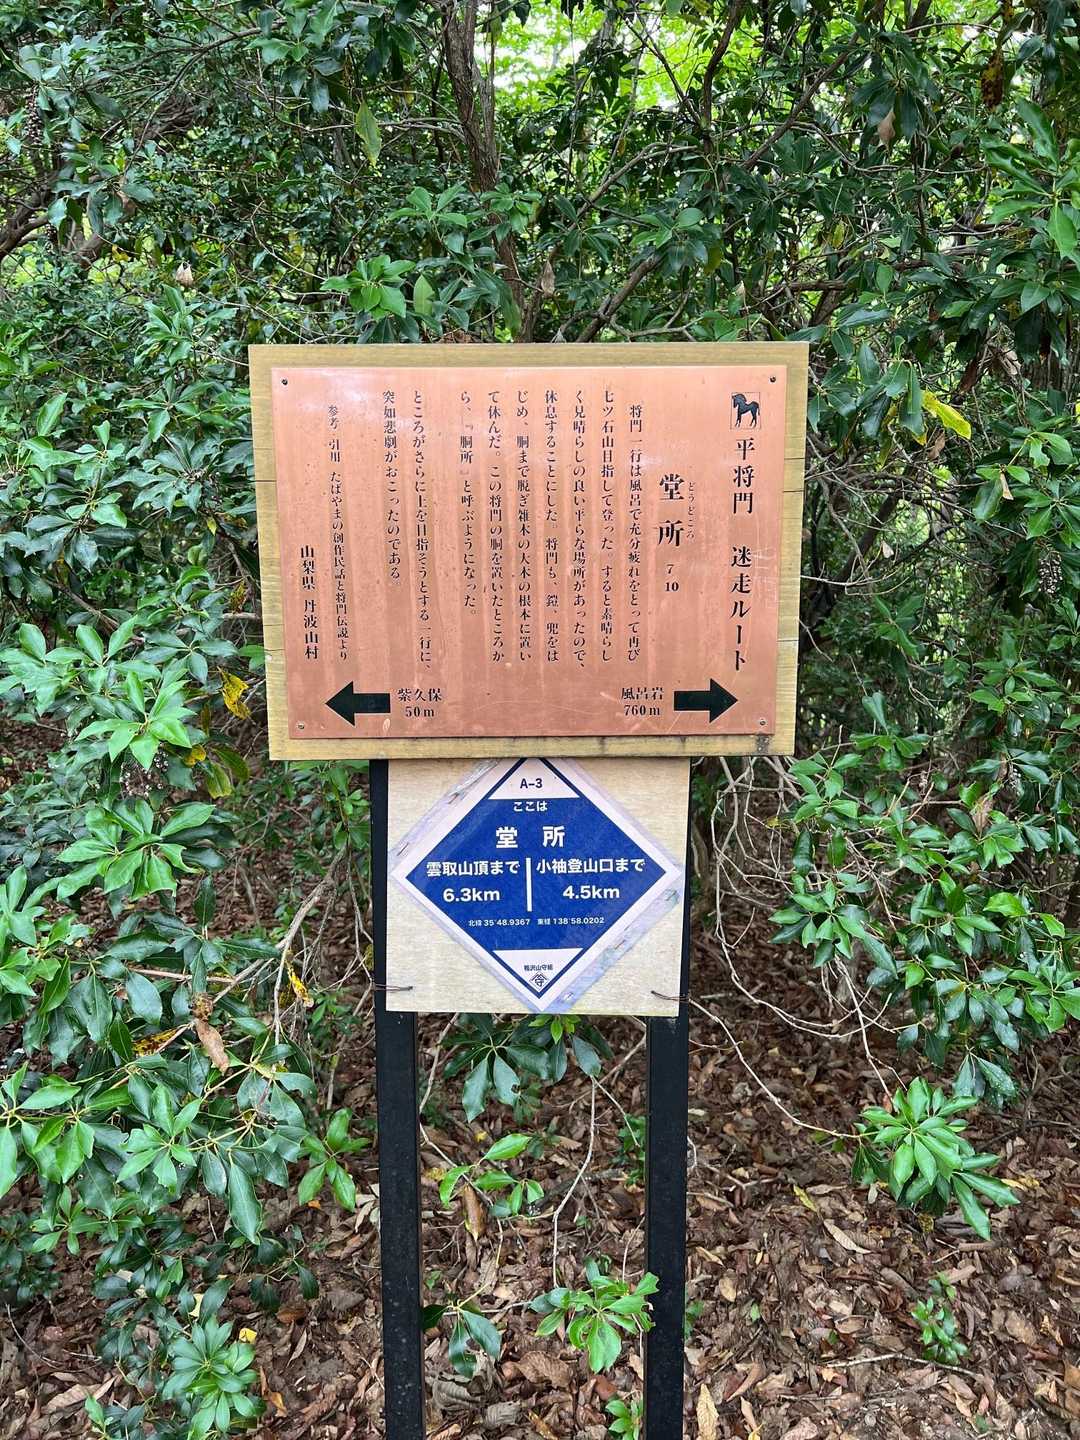 平将門　迷走ルート
どうどころ
堂所 7/10
将門一行は風呂で充分疲れをとって再び
七ツ石山目指して登った。すると素晴らし
く見晴らしの良い平らな場所があったので、
休息することにした　将門も、鎧、兜をは
じめ、胴まで脱ぎ雑木の大木の根本に置い
て休んだ。この将門の胴を置いたところか
ら、『胴所』と呼ぶようになった。
ところがさらに上を目指そうとする一行に、
突如悲劇がおこったのである。
参考　引用　たばやまの創作民話と将門伝説より
山梨県　丹波山村
紫久保
50m
風呂岩
760m
A-3
ここは
堂　所
雲取山頂まで
6.3km
小袖登山口まで
4.5km
北緯 35°48.9367　東経 138°58.0202
鴨沢山守組